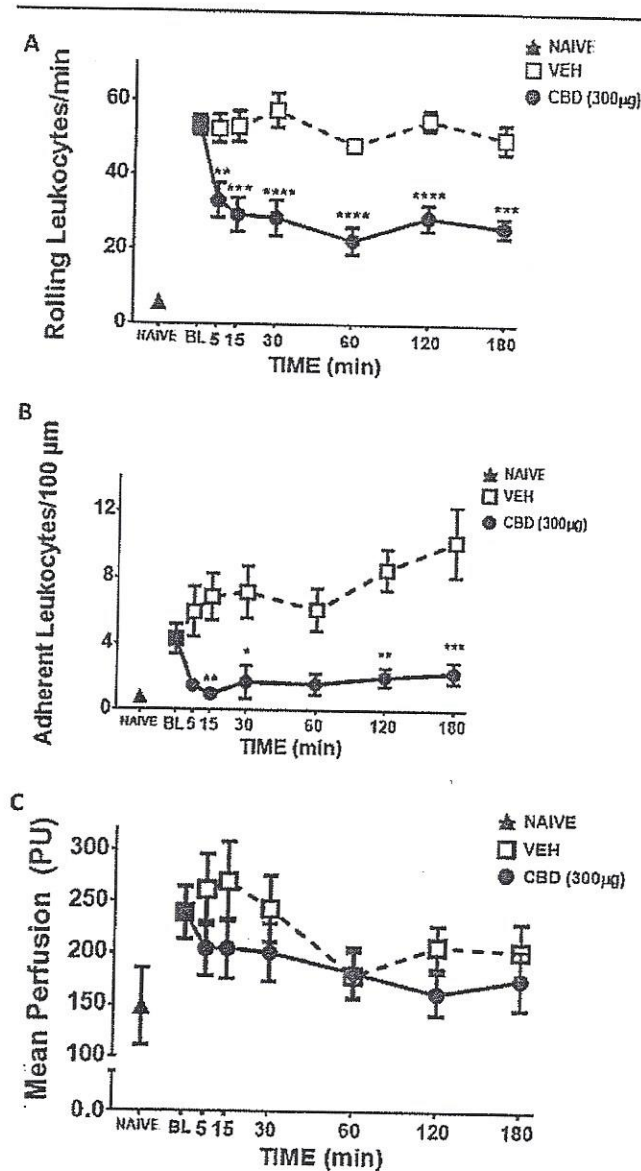 A
NAIVE
VEH
CBD (300µg)
Rolling Leukocytes/min
60
40
20
0
** *** **** **** **** ***
NAIVE BL 5 15 30 60 120 180
TIME (min)
B
NAIVE
VEH
CBD (300µg)
Adherent Leukocytes/100 µm
12
8
4
0
** * ** ***
NAIVE BL 5 15 30 60 120 180
TIME (min)
C
NAIVE
VEH
CBD (300µg)
Mean Perfusion (PU)
300
250
200
150
100
0.0
NAIVE BL 5 15 30 60 120 180
TIME (min)